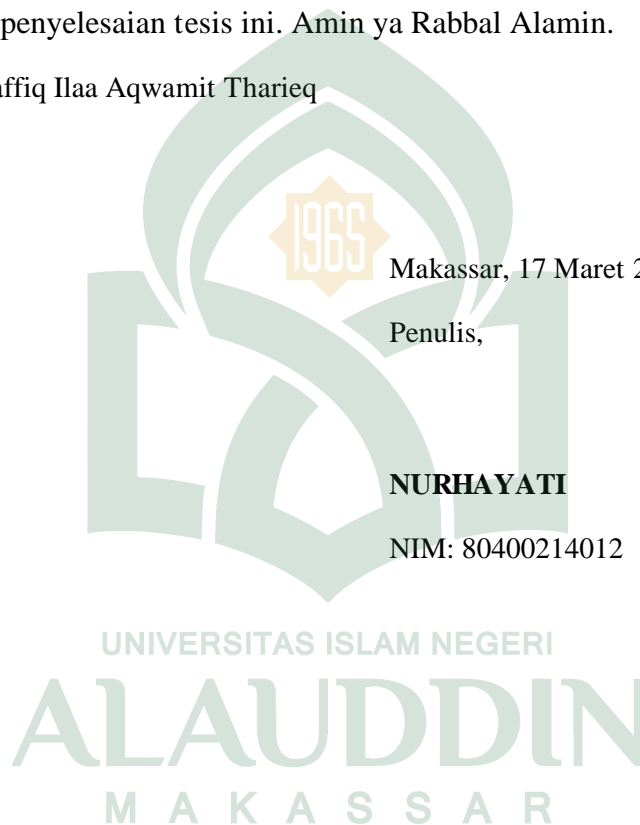 penyelesaian tesis ini. Amin ya Rabbal Alamin.
affiq Ilaa Aqwamit Tharieq
1965
Makassar, 17 Maret 2
Penulis,
NURHAYATI
NIM: 80400214012
UNIVERSITAS ISLAM NEGERI
ALAUDDIN
MAKASSAR